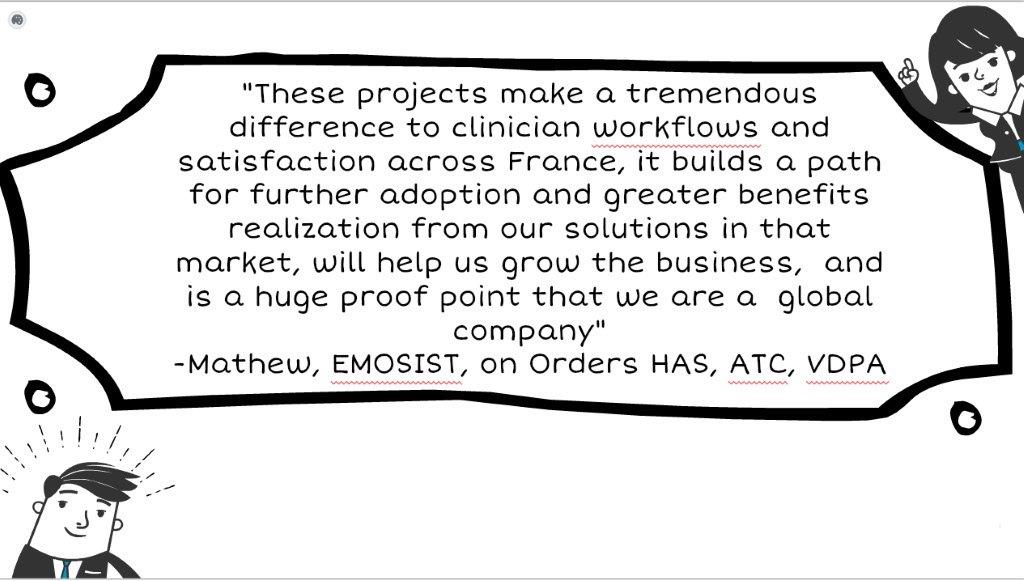 "These projects make a tremendous
difference to clinician workflows and
satisfaction across France, it builds a path
for further adoption and greater benefits
realization from our solutions in that
market, will help us grow the business,  and
is a huge proof point that we are a  global
company"
-Mathew, EMOSIST, on Orders HAS, ATC, VDPA